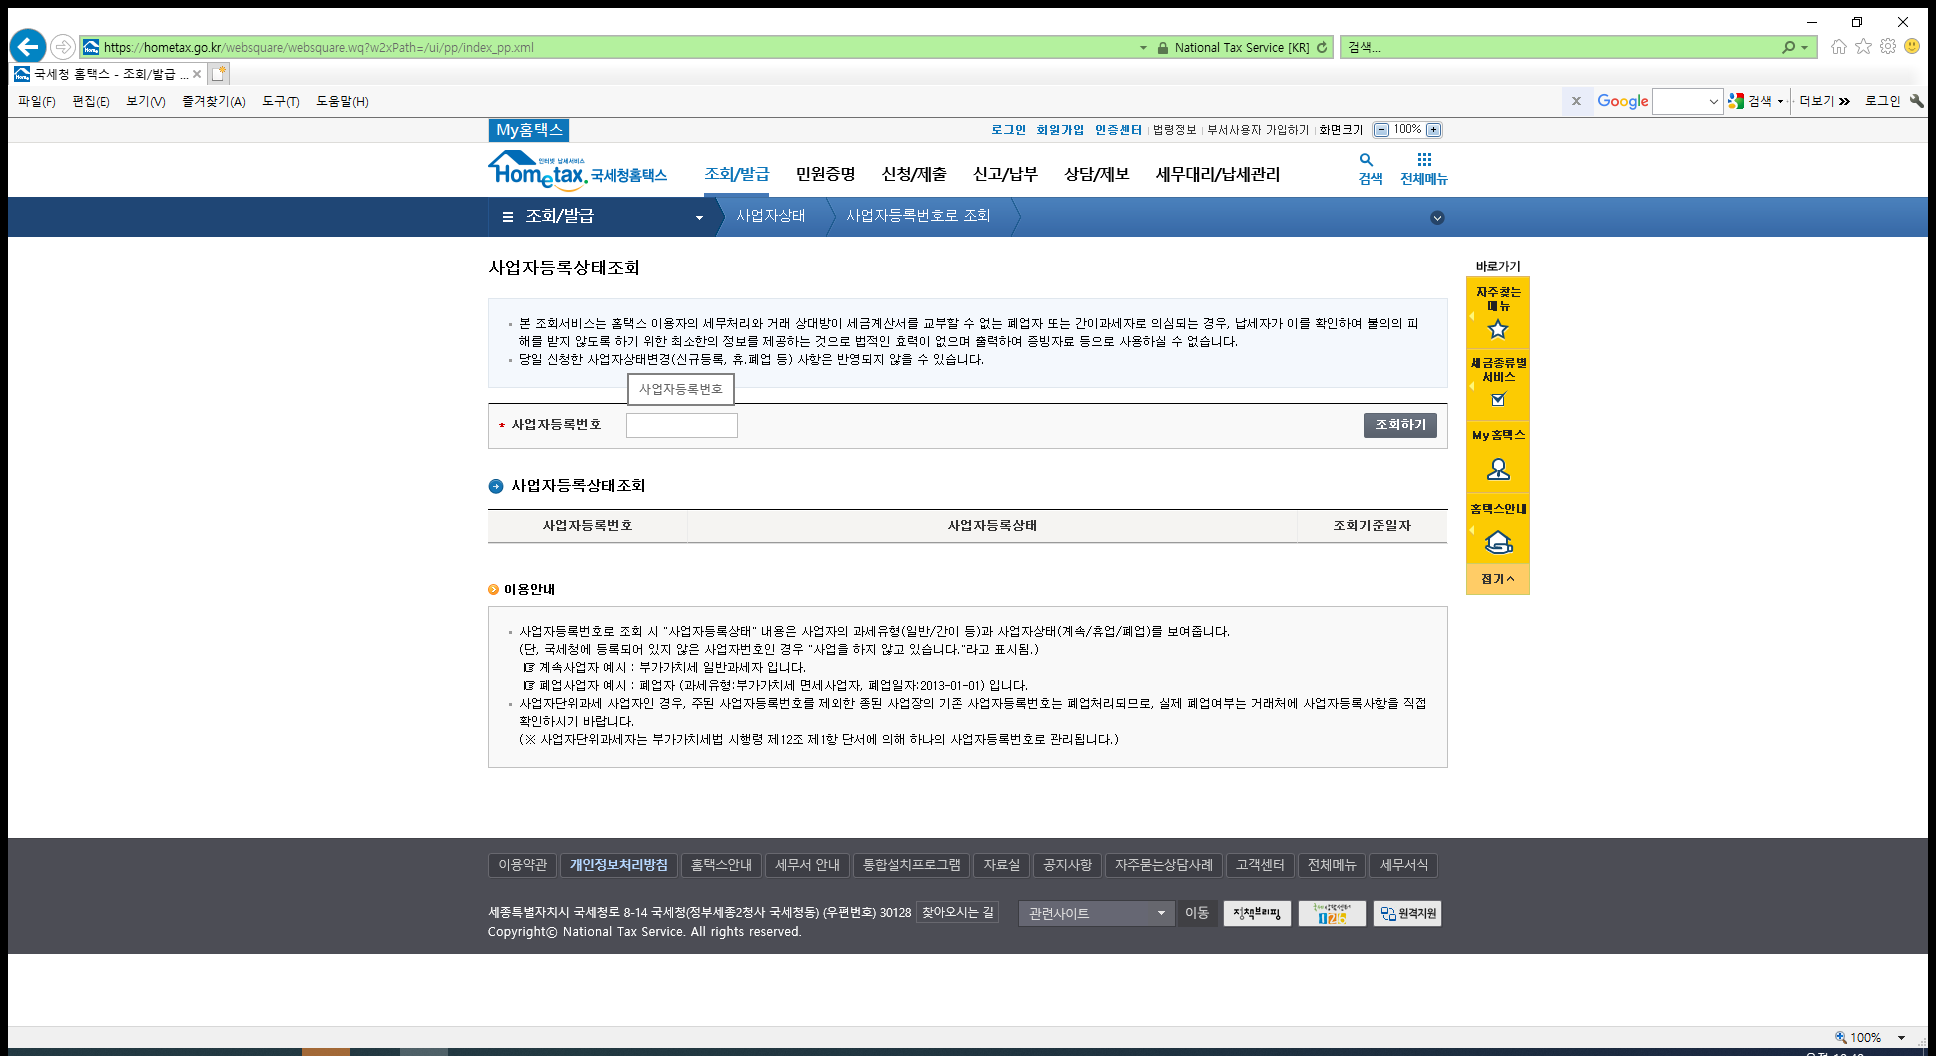 https://hometax.go.kr/websquare/websquare.wq?w2xPath=/ui/pp/index_pp.xml
National Tax Service [KR]
검색...
국세청 홈택스 - 조회/발급 ...
파일(F) 편집(E) 보기(V) 즐겨찾기(A) 도구(T) 도움말(H)
x Google 검색 더보기 로그인
My홈택스
로그인 회원가입 인증센터 법령정보 부서사용자 가입하기 화면크기 100%
인터넷 납세서비스
Hometax. 국세청홈택스
조회/발급 민원증명 신청/제출 신고/납부 상담/제보 세무대리/납세관리
검색 전체메뉴
조회/발급 사업자상태 사업자등록번호로 조회
사업자등록상태조회
본 조회서비스는 홈택스 이용자의 세무처리와 거래 상대방이 세금계산서를 교부할 수 없는 폐업자 또는 간이과세자로 의심되는 경우, 납세자가 이를 확인하여 불의의 피
해를 받지 않도록 하기 위한 최소한의 정보를 제공하는 것으로 법적인 효력이 없으며 출력하여 증빙자료 등으로 사용하실 수 없습니다.
당일 신청한 사업자상태변경(신규등록, 휴.폐업 등) 사항은 반영되지 않을 수 있습니다.
사업자등록번호
* 사업자등록번호
조회하기
사업자등록상태조회
사업자등록번호 사업자등록상태 조회기준일자
이용안내
사업자등록번호로 조회 시 "사업자등록상태" 내용은 사업자의 과세유형(일반/간이 등)과 사업자상태(계속/휴업/폐업)를 보여줍니다.
(단, 국세청에 등록되어 있지 않은 사업자번호인 경우 "사업을 하지 않고 있습니다."라고 표시됨.)
☞ 계속사업자 예시 : 부가가치세 일반과세자 입니다.
☞ 폐업사업자 예시 : 폐업자 (과세유형:부가가치세 면세사업자, 폐업일자:2013-01-01) 입니다.
사업자단위과세 사업자인 경우, 주된 사업자등록번호를 제외한 종된 사업장의 기존 사업자등록번호는 폐업처리되므로, 실제 폐업여부는 거래처에 사업자등록사항을 직접
확인하시기 바랍니다.
(※ 사업자단위과세자는 부가가치세법 시행령 제12조 제1항 단서에 의해 하나의 사업자등록번호로 관리됩니다.)
바로가기
자주찾는
메뉴
세금종류별
서비스
My 홈택스
홈택스안내
접기
이용약관 개인정보처리방침 홈택스안내 세무서 안내 통합설치프로그램 자료실 공지사항 자주묻는상담사례 고객센터 전체메뉴 세무서식
세종특별자치시 국세청로 8-14 국세청(정부세종2청사 국세청동) (우편번호) 30128 찾아오시는 길
관련사이트 이동 정책브리핑 126 원격지원
Copyright© National Tax Service. All rights reserved.
100%